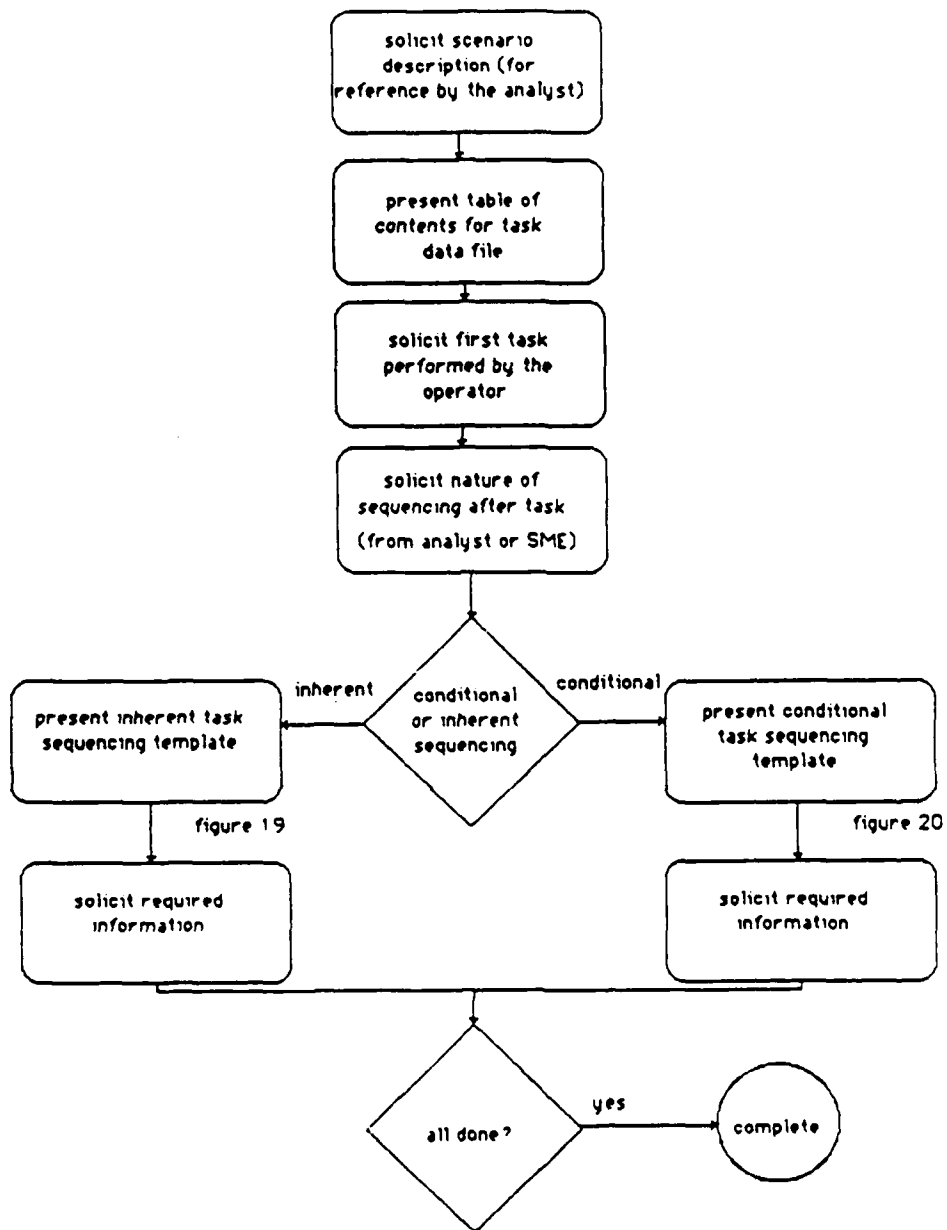 solicit scenario
description (for
reference by the analyst)
present table of
contents for task
data file
solicit first task
performed by the
operator
solicit nature of
sequencing after task
(from analyst or SME)
conditional
or inherent
sequencing
inherent
conditional
present inherent task
sequencing template
present conditional
task sequencing
template
figure 19
figure 20
solicit required
information
solicit required
information
all done?
yes
complete